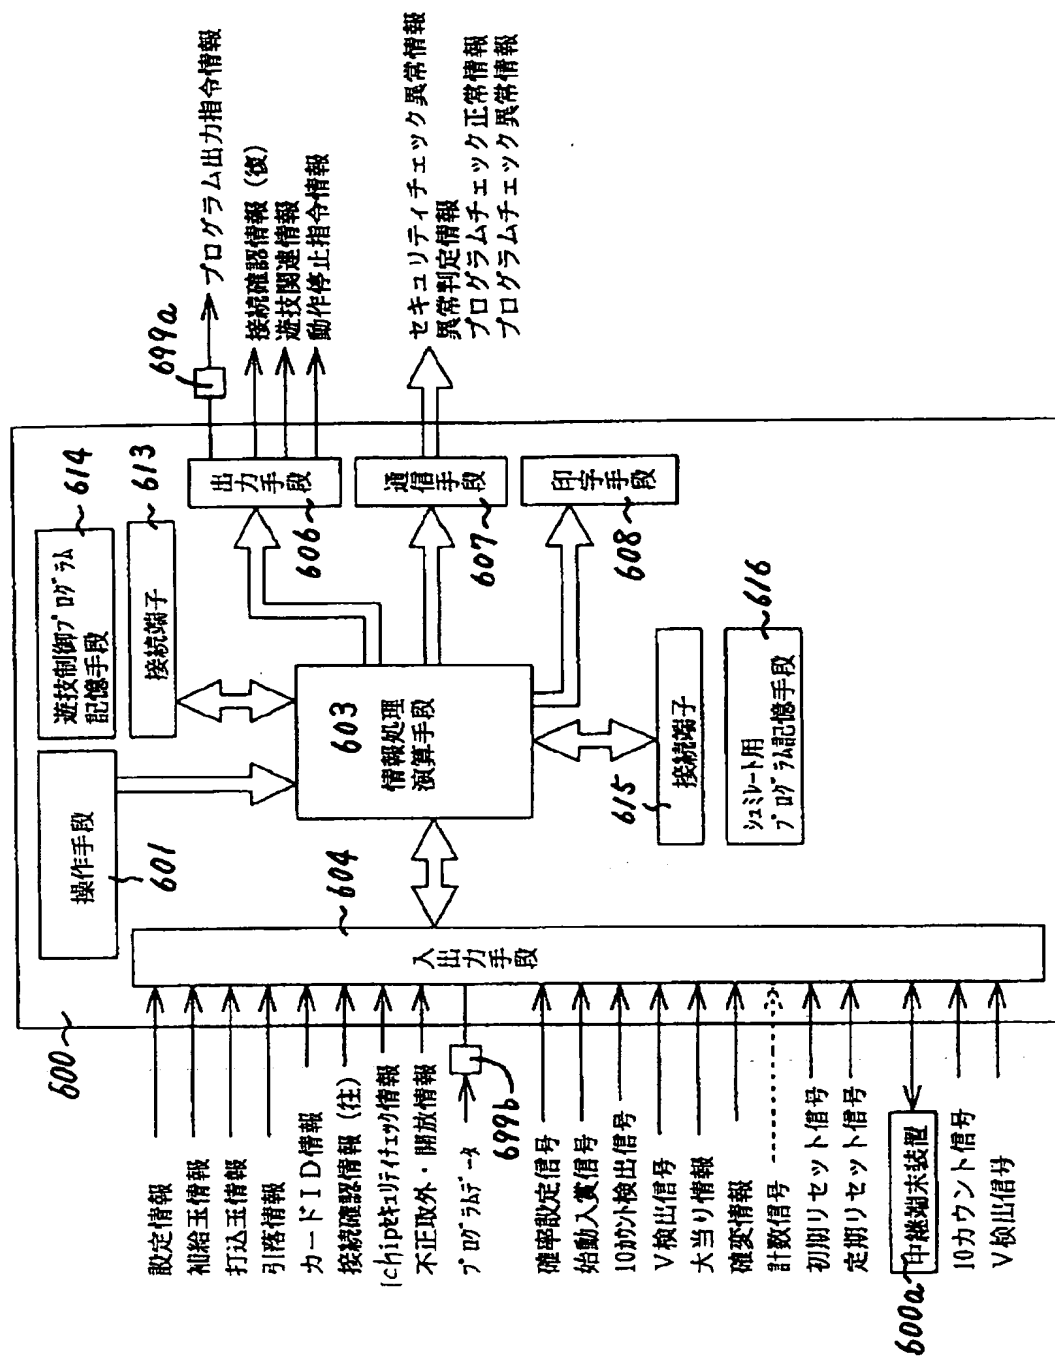 600
設定情報
補給玉情報
打込玉情報
引落情報
カードID情報
接続確認情報(往)
1chipセキュリティチェック情報
不正取外・開放情報
プログラムデータ
699b
確率設定信号
始動入賞信号
10カウント検出信号
V検出信号
大当り情報
確変情報
計数信号
初期リセット信号
定期リセット信号
中継端末装置
600a
10カウント信号
V検出信号
入出力手段
604
操作手段
601
遊技制御プログラム
記憶手段
614
接続端子
613
603
情報処理
演算手段
接続端子
615
シュミレート用
プログラム記憶手段
616
出力手段
606
通信手段
607
印字手段
608
699a
プログラム出力指令情報
接続確認情報(復)
遊技関連情報
動作停止指令情報
セキュリティチェック異常情報
異常判定情報
プログラムチェック正常情報
プログラムチェック異常情報